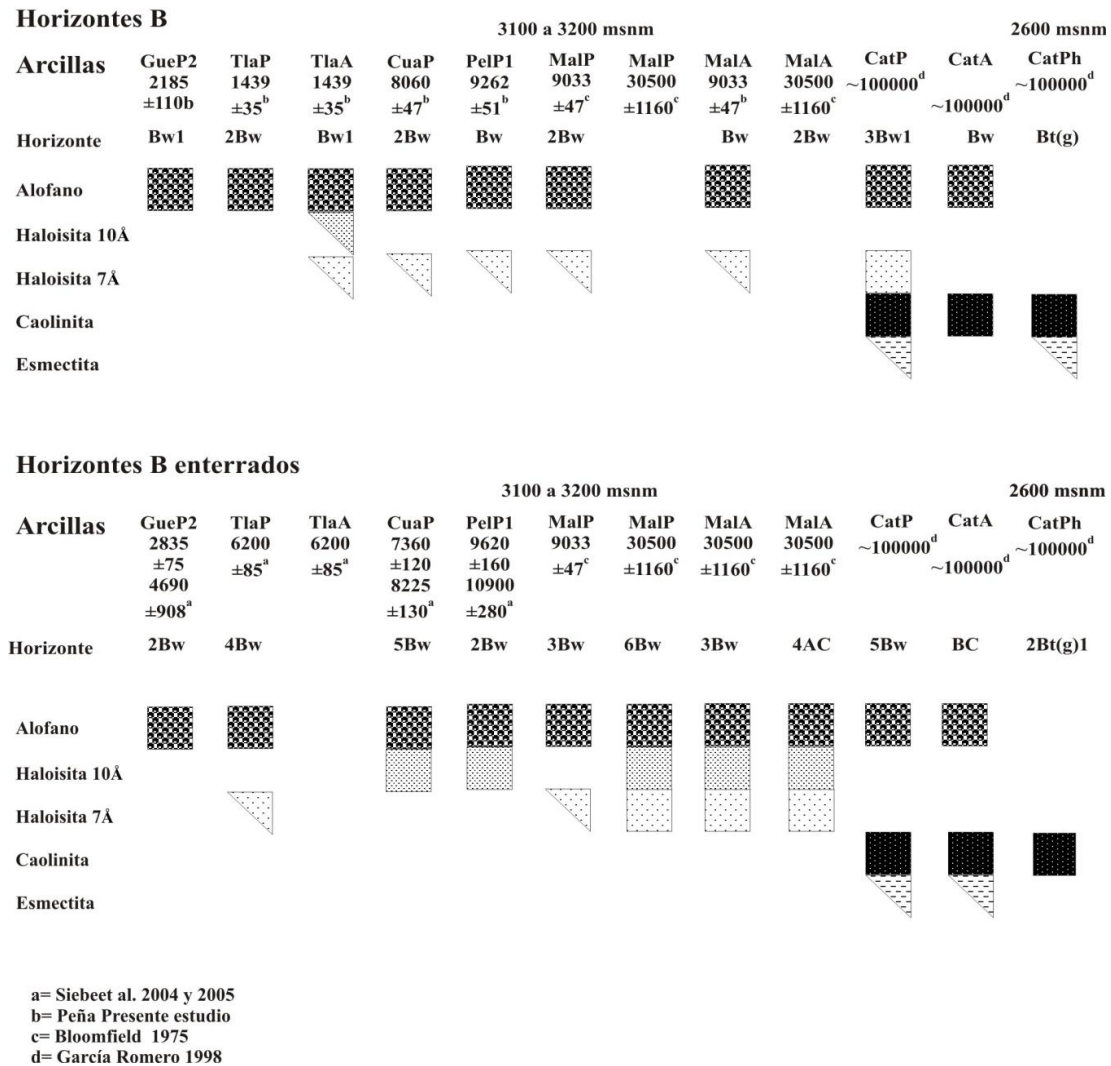 Horizontes B
3100 a 3200 msnm 2600 msnm
Arcillas GueP2 TlaP TlaA CuaP PelP1 MalP MalP MalA MalA CatP CatA CatPh
2185 1439 1439 8060 9262 9033 30500 9033 30500 ~100000d ~100000d
±110b ±35b ±35b ±47b ±51b ±47c ±1160c ±47b ±1160c ~100000d
Horizonte Bw1 2Bw Bw1 2Bw Bw 2Bw Bw 2Bw 3Bw1 Bw Bt(g)
Alofano
Haloisita 10Å
Haloisita 7Å
Caolinita
Esmectita
Horizontes B enterrados
3100 a 3200 msnm 2600 msnm
Arcillas GueP2 TlaP TlaA CuaP PelP1 MalP MalP MalA MalA CatP CatA CatPh
2835 6200 6200 7360 9620 9033 30500 30500 30500 ~100000d ~100000d
±75 ±85a ±85a ±120 ±160 ±47c ±1160c ±1160c ±1160c ~100000d
4690 8225 10900
±908a ±130a ±280a
Horizonte 2Bw 4Bw 5Bw 2Bw 3Bw 6Bw 3Bw 4AC 5Bw BC 2Bt(g)1
Alofano
Haloisita 10Å
Haloisita 7Å
Caolinita
Esmectita
a= Siebeet al. 2004 y 2005
b= Peña Presente estudio
c= Bloomfield 1975
d= García Romero 1998